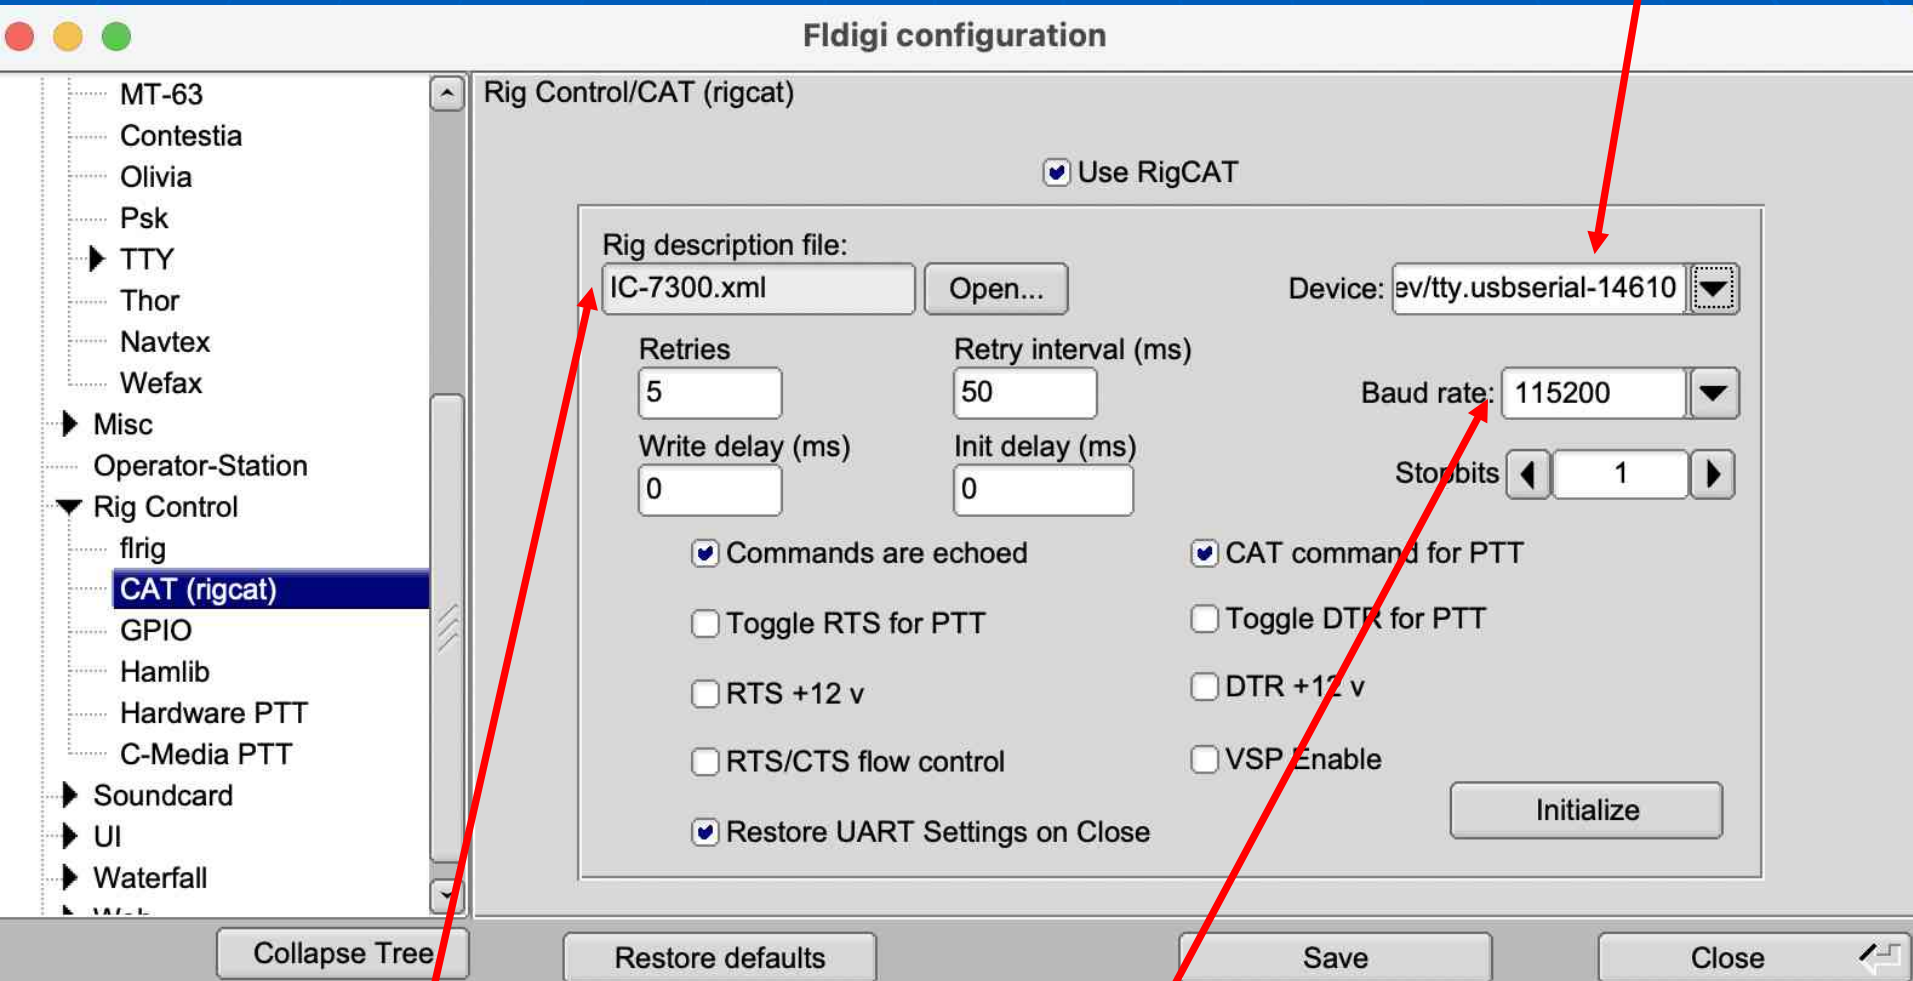 Fldigi configuration
MT-63
Contestia
Olivia
Psk
TTY
Thor
Navtex
Wefax
Misc
Operator-Station
Rig Control
flrig
CAT (rigcat)
GPIO
Hamlib
Hardware PTT
C-Media PTT
Soundcard
UI
Waterfall
Collapse Tree
Rig Control/CAT (rigcat)
Use RigCAT
Rig description file:
IC-7300.xml Open... Device: ev/tty.usbserial-14610
Retries Retry interval (ms)
5 50 Baud rate: 115200
Write delay (ms) Init delay (ms)
0 0 Stopbits 1
Commands are echoed CAT command for PTT
Toggle RTS for PTT Toggle DTR for PTT
RTS +12 v DTR +12 v
RTS/CTS flow control VSP Enable
Restore UART Settings on Close Initialize
Restore defaults Save Close